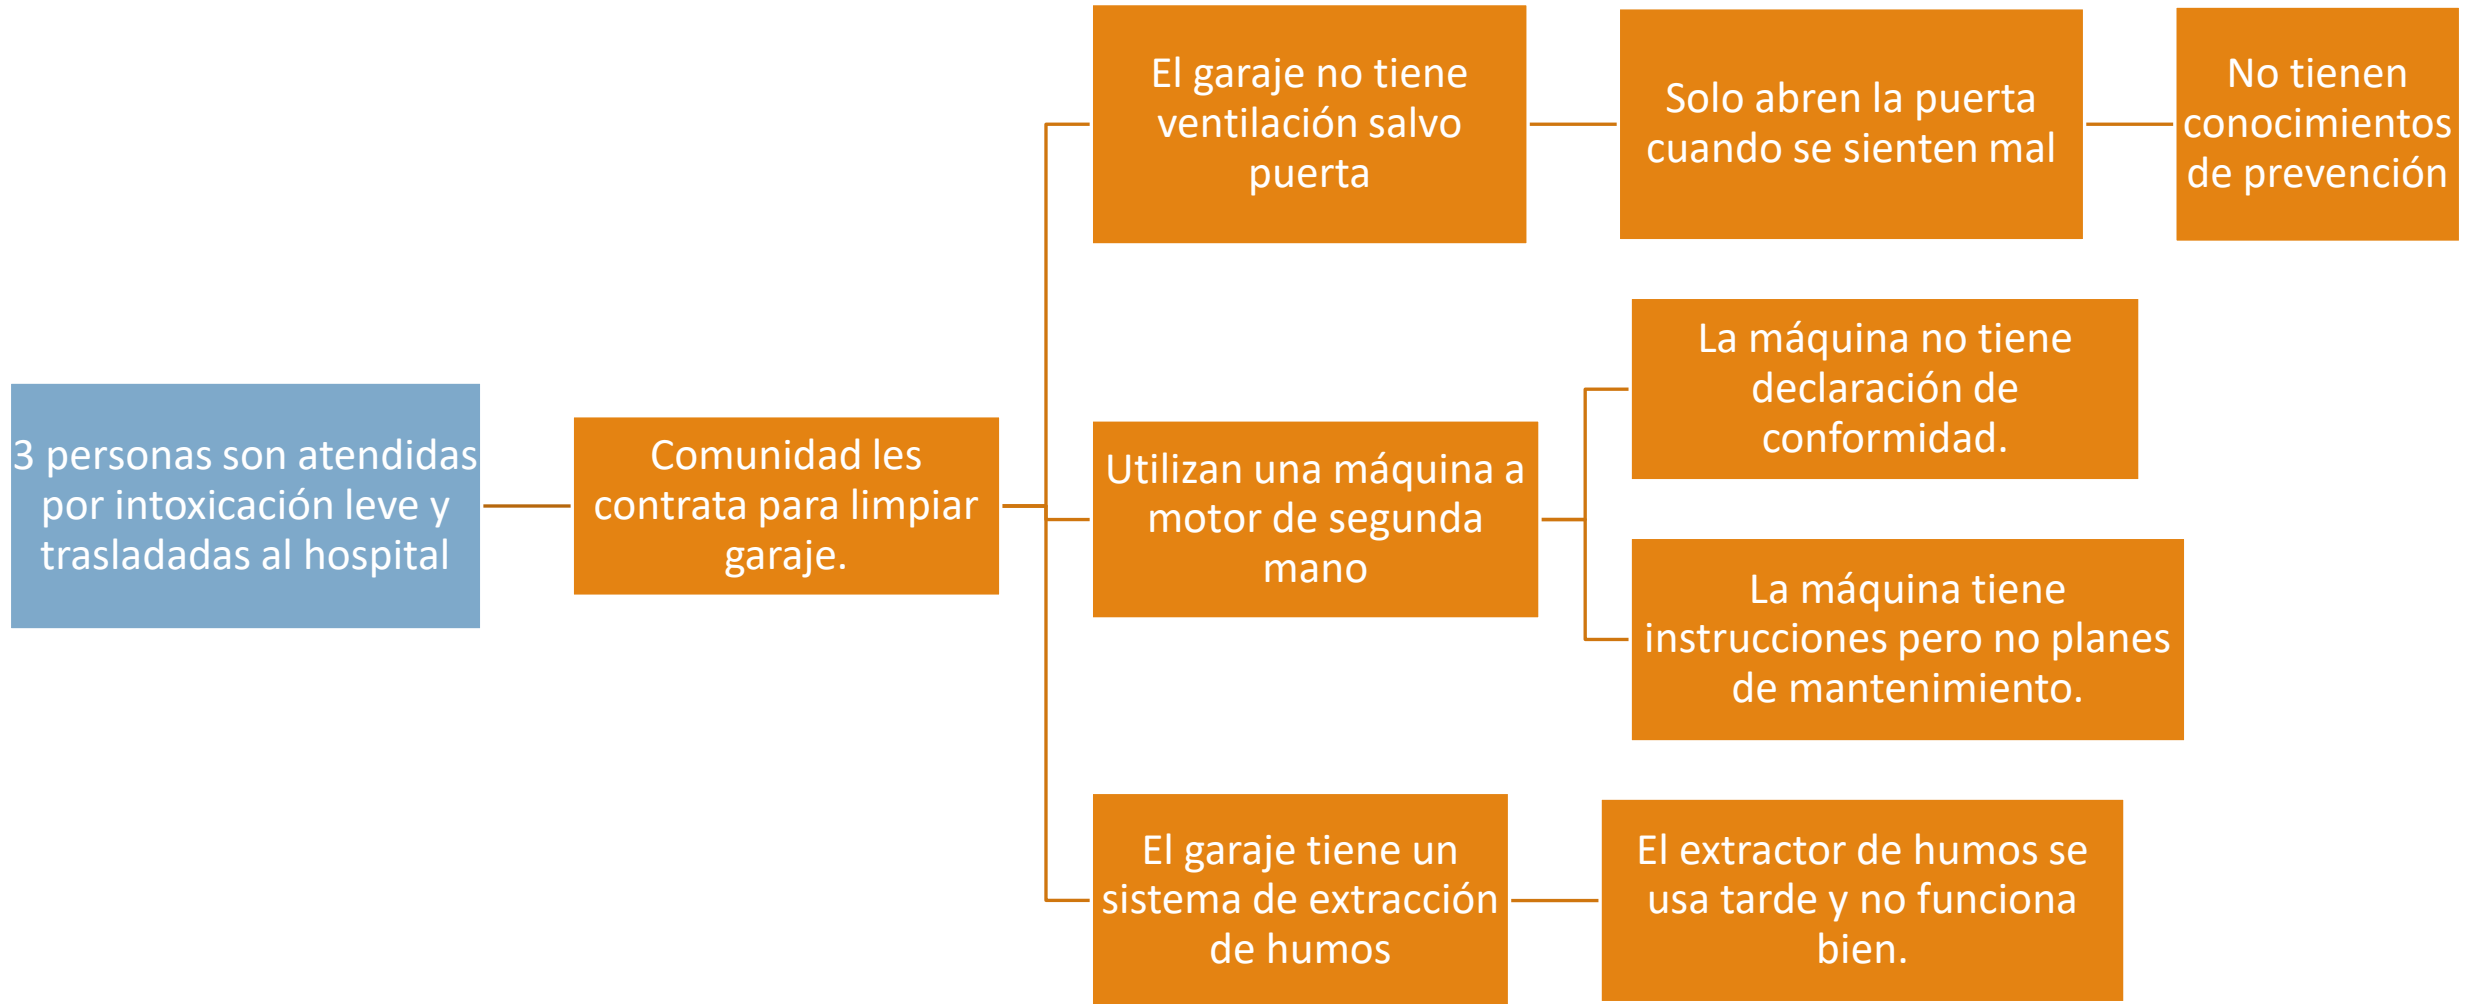 3 personas son atendidas
por intoxicación leve y
trasladadas al hospital
Comunidad les
contrata para limpiar
garaje.
El garaje no tiene
ventilación salvo
puerta
Solo abren la puerta
cuando se sienten mal
No tienen
conocimientos
de prevención
Utilizan una máquina a
motor de segunda
mano
La máquina no tiene
declaración de
conformidad.
La máquina tiene
instrucciones pero no planes
de mantenimiento.
El garaje tiene un
sistema de extracción
de humos
El extractor de humos se
usa tarde y no funciona
bien.